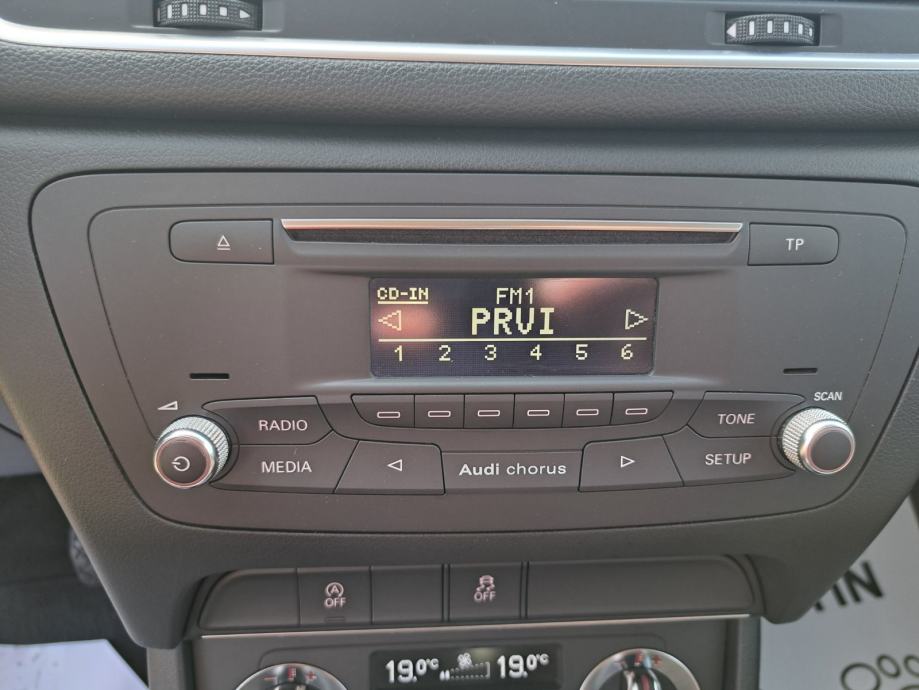 TP
CD-IN FM1
PRVI
1 2 3 4 5 6
SCAN
RADIO TONE
MEDIA Audi chorus SETUP
A
OFF OFF
19.0°C 19.0°C